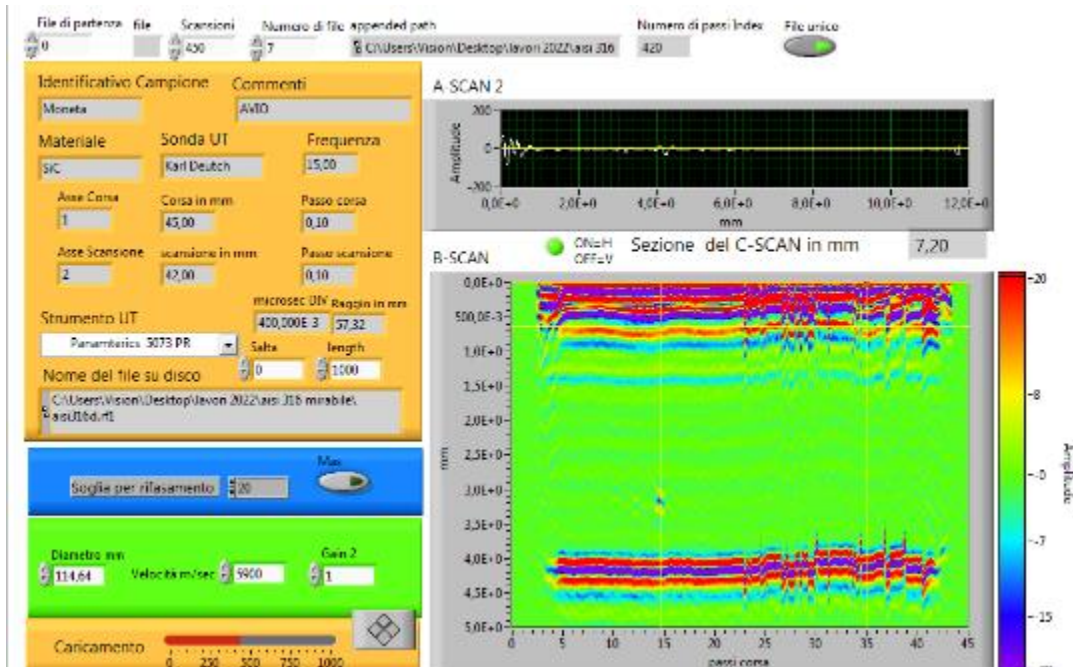 File di partenza file Scansioni Numero di file appended path Numero di passi Index File unico
0 450 7 C:\Users\Vision\Desktop\lavori 2022\aisi 316 420
Identificativo Campione Commenti
Moneta AVIO
Materiale Sonda UT Frequenza
SiC Karl Deutch 15,00
Asse Corsa Corsa in mm Passo corsa
1 45,00 0,10
Asse Scansione scansione in mm Passo scansione
2 42,00 0,10
microsec DIV Raggio in mm
Strumento UT 400,000E-3 57,32
Panamterics 5073 PR Salta length
0 1000
Nome del file su disco
C:\Users\Vision\Desktop\lavori 2022\aisi 316 mirabile\
aisi316d.rf1
Max
Soglia per rifasamento 20
Diametro mm Velocità m/sec Gain 2
114,64 5900 1
Caricamento
0 250 500 750 1000
A-SCAN 2
Amplitude
200
0
-200
0,0E+0 2,0E+0 4,0E+0 6,0E+0 8,0E+0 10,0E+0 12,0E+0
mm
B-SCAN ON=H Sezione del C-SCAN in mm 7,20
OFF=V
mm
0,0E+0
500,0E-3
1,0E+0
1,5E+0
2,0E+0
2,5E+0
3,0E+0
3,5E+0
4,0E+0
4,5E+0
5,0E+0
0 5 10 15 20 25 30 35 40 45
passi corsa
20
-8
-0
-7
-15
Amplitude